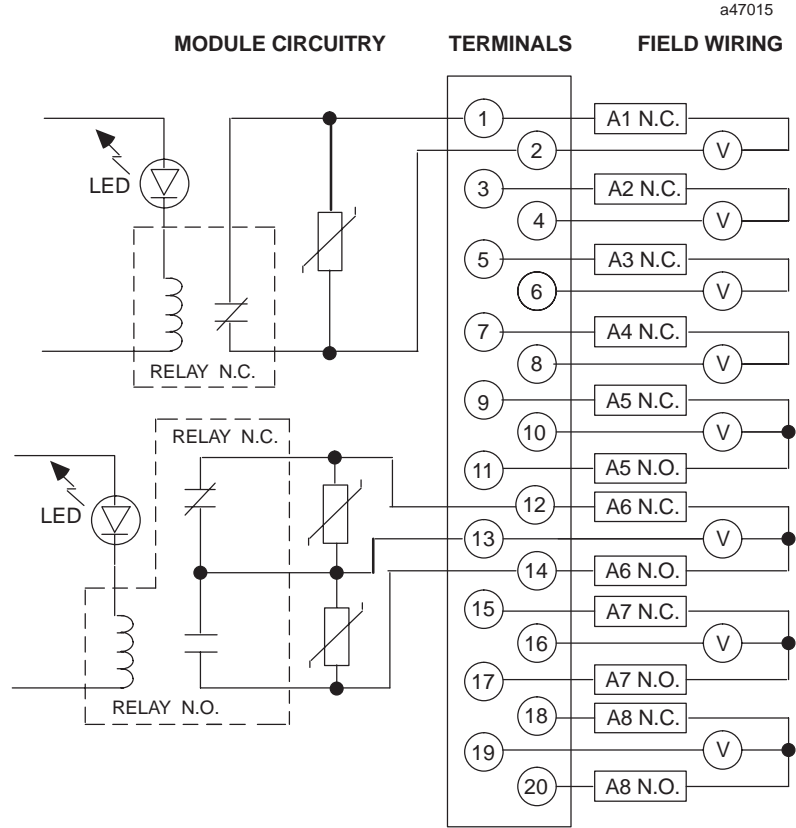 a47015
MODULE CIRCUITRY TERMINALS FIELD WIRING
1 A1 N.C.
2 V
LED
3 A2 N.C.
4 V
5 A3 N.C.
6 V
7 A4 N.C.
8 V
RELAY N.C.
9 A5 N.C.
10 V
RELAY N.C.
11 A5 N.O.
12 A6 N.C.
LED
13 V
14 A6 N.O.
15 A7 N.C.
16 V
17 A7 N.O.
RELAY N.O.
18 A8 N.C.
19 V
20 A8 N.O.